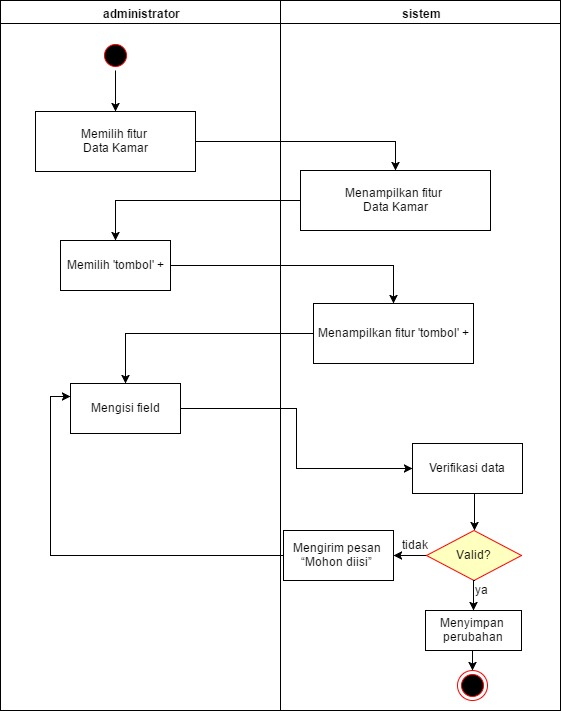 administrator
sistem
Memilih fitur
Data Kamar
Menampilkan fitur
Data Kamar
Memilih 'tombol' +
Menampilkan fitur 'tombol' +
Mengisi field
Verifikasi data
Mengirim pesan
“Mohon diisi”
tidak
Valid?
ya
Menyimpan
perubahan